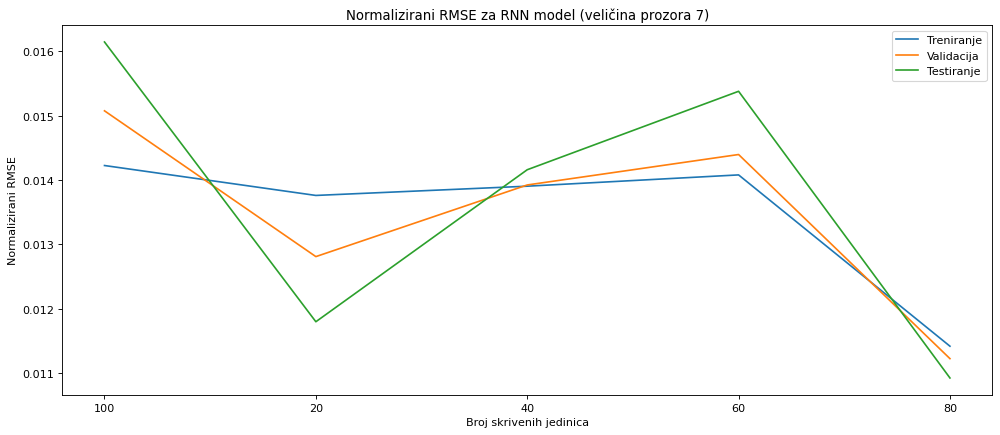 Normalizirani RMSE za RNN model (veličina prozora 7)
Treniranje
Validacija
Testiranje
Normalizirani RMSE
0.016
0.015
0.014
0.013
0.012
0.011
100
20
40
60
80
Broj skrivenih jedinica